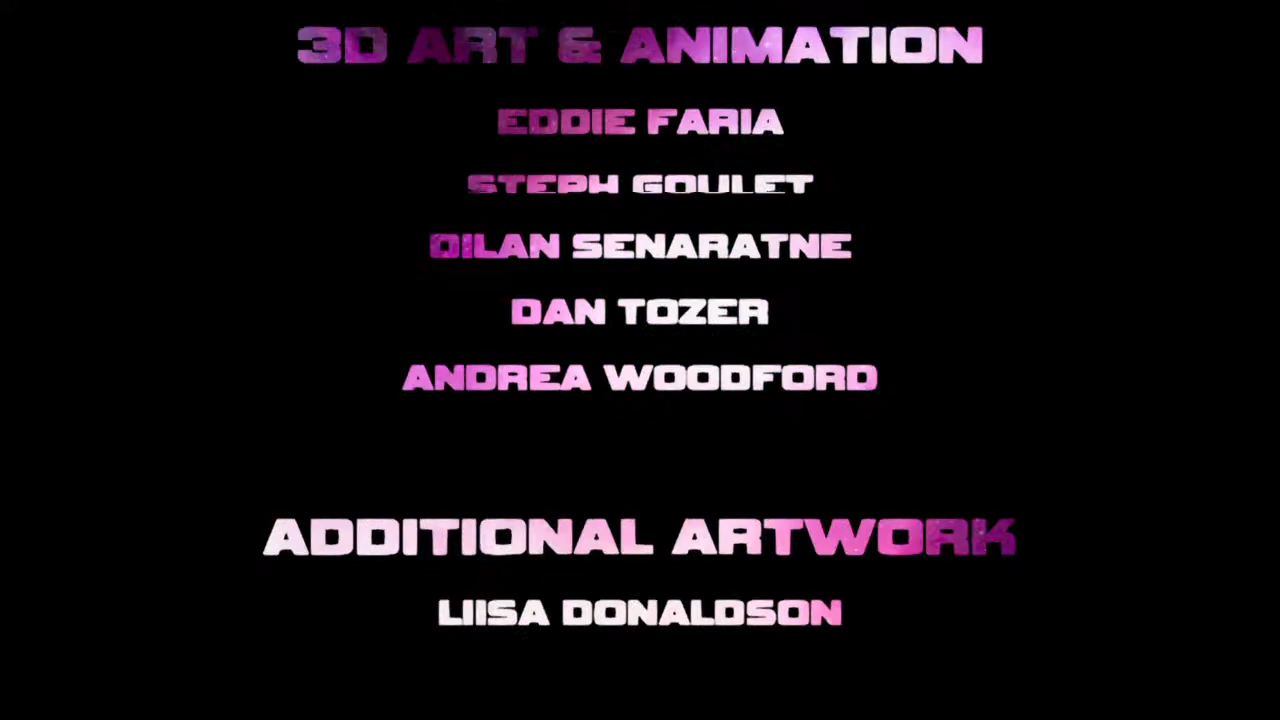 3D ART & ANIMATION
EDDIE FARIA
STEPH GOULET
DILAN SENARATNE
DAN TOZER
ANDREA WOODFORD
ADDITIONAL ARTWORK
LIISA DONALDSON